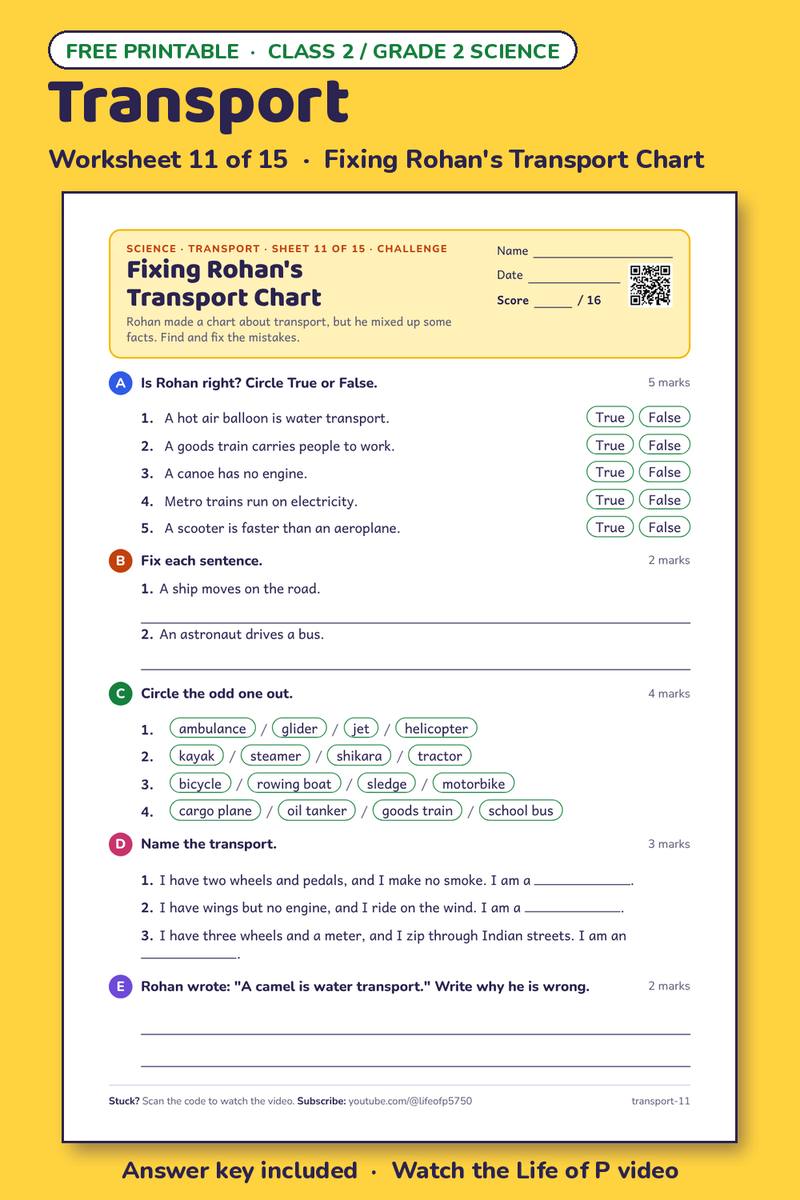 FREE PRINTABLE · CLASS 2 / GRADE 2 SCIENCE
Transport
Worksheet 11 of 15 · Fixing Rohan's Transport Chart
SCIENCE · TRANSPORT · SHEET 11 OF 15 · CHALLENGE
Fixing Rohan's
Transport Chart
Rohan made a chart about transport, but he mixed up some
facts. Find and fix the mistakes.
Name ________
Date ________
Score _____ / 16
A Is Rohan right? Circle True or False. 5 marks
1. A hot air balloon is water transport. True False
2. A goods train carries people to work. True False
3. A canoe has no engine. True False
4. Metro trains run on electricity. True False
5. A scooter is faster than an aeroplane. True False
B Fix each sentence. 2 marks
1. A ship moves on the road.
2. An astronaut drives a bus.
C Circle the odd one out. 4 marks
1. ambulance / glider / jet / helicopter
2. kayak / steamer / shikara / tractor
3. bicycle / rowing boat / sledge / motorbike
4. cargo plane / oil tanker / goods train / school bus
D Name the transport. 3 marks
1. I have two wheels and pedals, and I make no smoke. I am a ____________.
2. I have wings but no engine, and I ride on the wind. I am a ____________.
3. I have three wheels and a meter, and I zip through Indian streets. I am an
____________.
E Rohan wrote: "A camel is water transport." Write why he is wrong. 2 marks
Stuck? Scan the code to watch the video. Subscribe: youtube.com/@lifeofp5750 transport-11
Answer key included · Watch the Life of P video